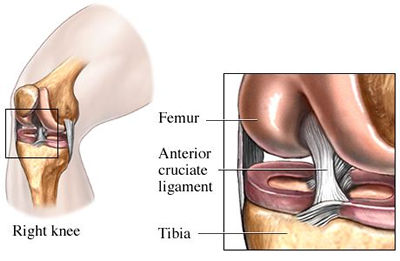 Right knee
Femur
Anterior
cruciate
ligament
Tibia